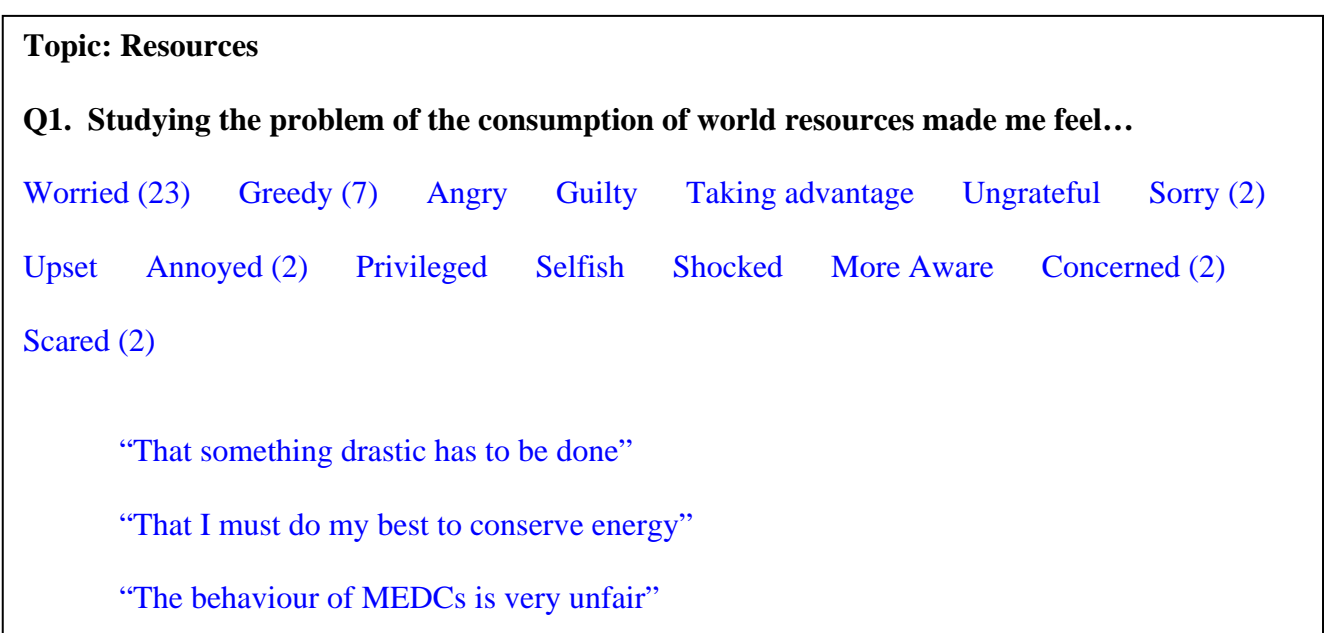 Topic: Resources
Q1. Studying the problem of the consumption of world resources made me feel…
Worried (23) Greedy (7) Angry Guilty Taking advantage Ungrateful Sorry (2)
Upset Annoyed (2) Privileged Selfish Shocked More Aware Concerned (2)
Scared (2)
“That something drastic has to be done”
“That I must do my best to conserve energy”
“The behaviour of MEDCs is very unfair”